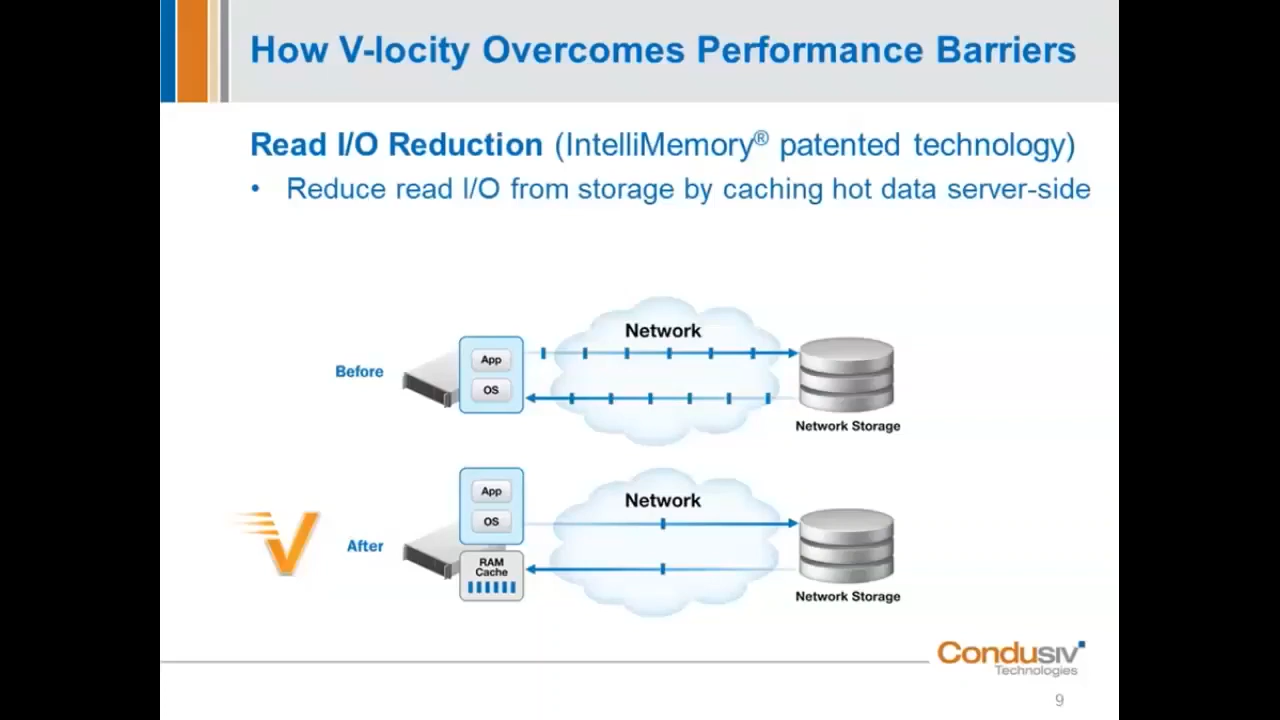 How V-locity Overcomes Performance Barriers
Read I/O Reduction (IntelliMemory® patented technology)
• Reduce read I/O from storage by caching hot data server-side
Network
Before
App
OS
Network Storage
Network
After
App
OS
RAM
Cache
Network Storage
V
Condusiv
Technologies
9